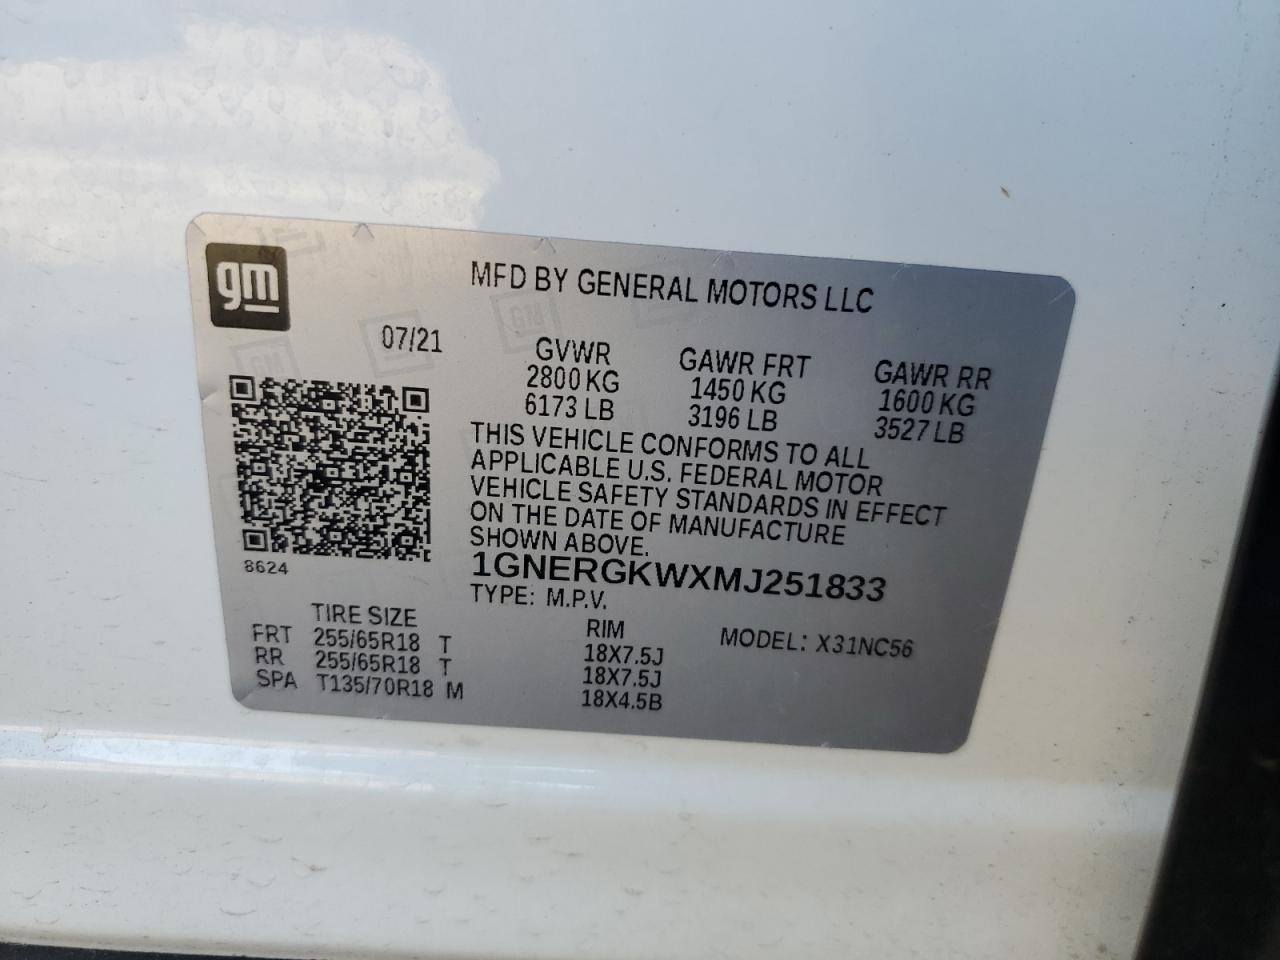 gm
MFD BY GENERAL MOTORS LLC
07/21
GVWR GAWR FRT GAWR RR
2800 KG 1450 KG 1600 KG
6173 LB 3196 LB 3527 LB
THIS VEHICLE CONFORMS TO ALL
APPLICABLE U.S. FEDERAL MOTOR
VEHICLE SAFETY STANDARDS IN EFFECT
ON THE DATE OF MANUFACTURE
SHOWN ABOVE.
8624
1GNERGKWXMJ251833
TYPE: M.P.V.
TIRE SIZE RIM MODEL: X31NC56
FRT 255/65R18 T 18X7.5J
RR 255/65R18 T 18X7.5J
SPA T135/70R18 M 18X4.5B